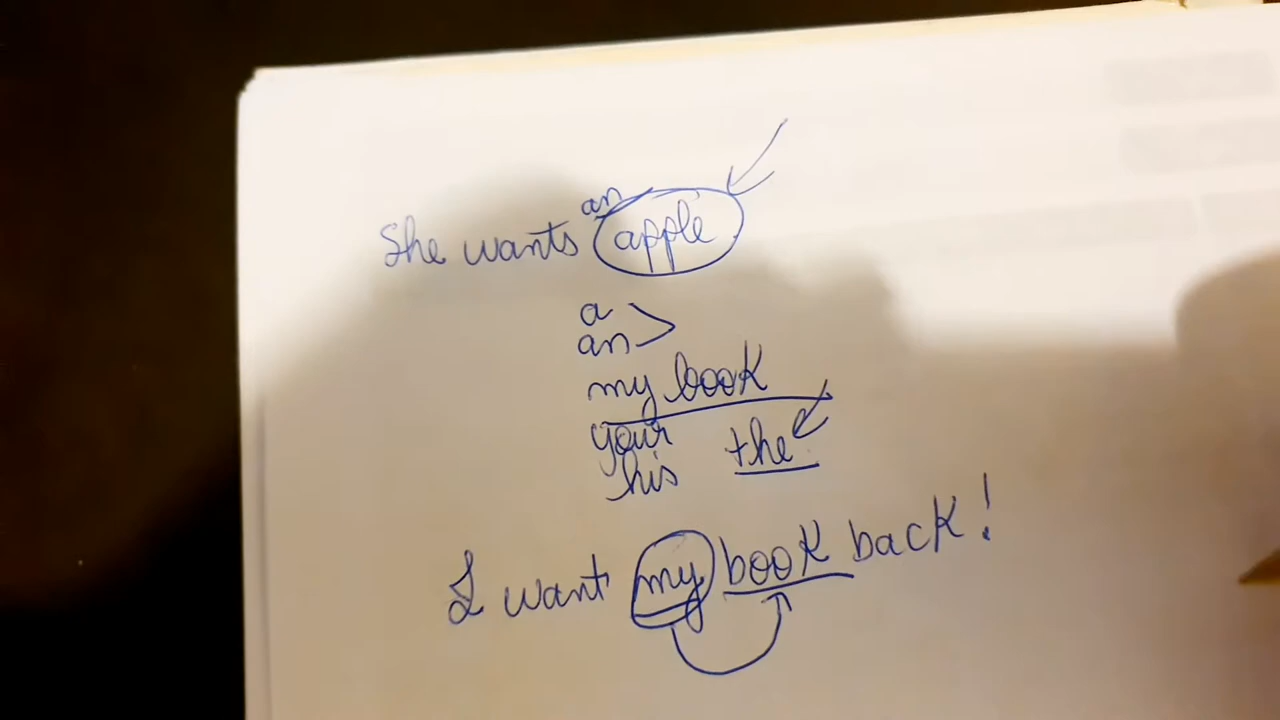 She wants an apple
a
an
my book
your
his the
I want my book back!